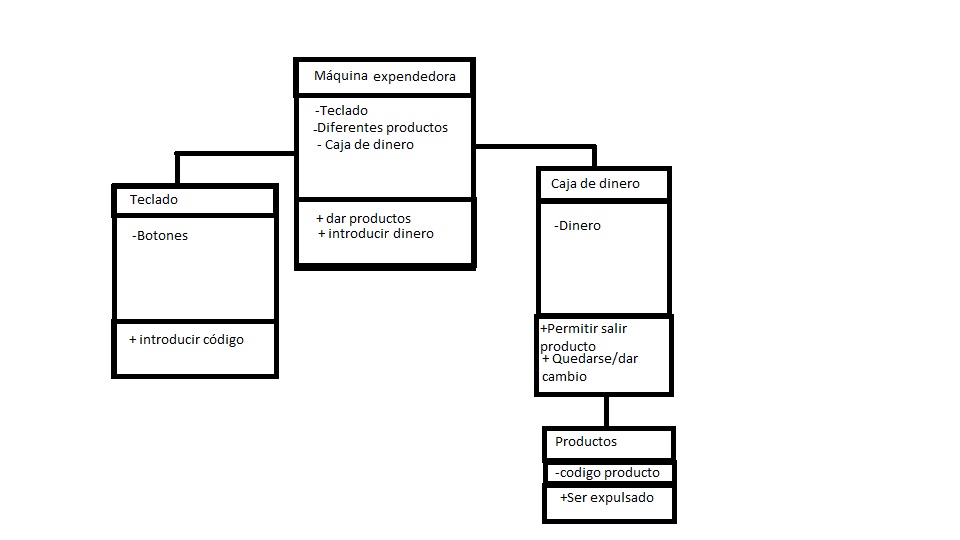 Máquina expendedora
-Teclado
-Diferentes productos
- Caja de dinero
+ dar productos
+ introducir dinero
Teclado
-Botones
+ introducir código
Caja de dinero
-Dinero
+Permitir salir
producto
+ Quedarse/dar
cambio
Productos
-codigo producto
+Ser expulsado